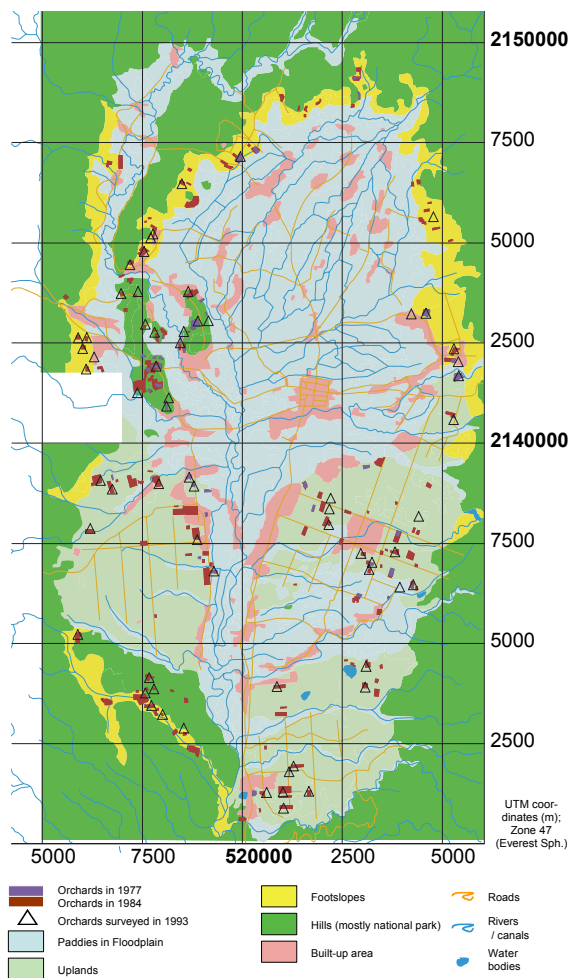 2150000
7500
5000
2500
2140000
7500
5000
2500
UTM coor-
dinates (m);
Zone 47
(Everest Sph.)
5000 7500 520000 2500 5000
Orchards in 1977
Orchards in 1984
Orchards surveyed in 1993
Paddies in Floodplain
Uplands
Footslopes
Hills (mostly national park)
Built-up area
Roads
Rivers
/ canals
Water
bodies